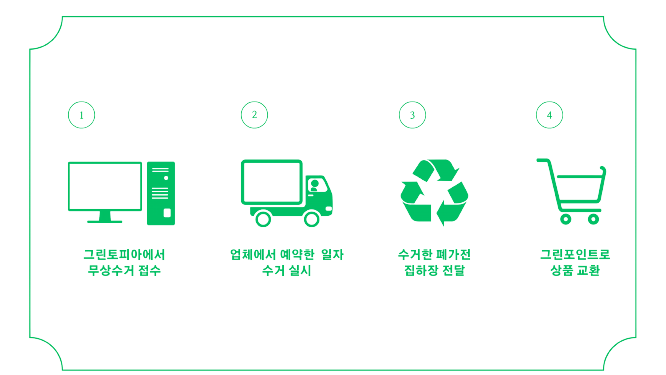 1
2
3
4
그린토피아에서
무상수거 접수
업체에서 예약한 일자
수거 실시
수거한 폐가전
집하장 전달
그린포인트로
상품 교환